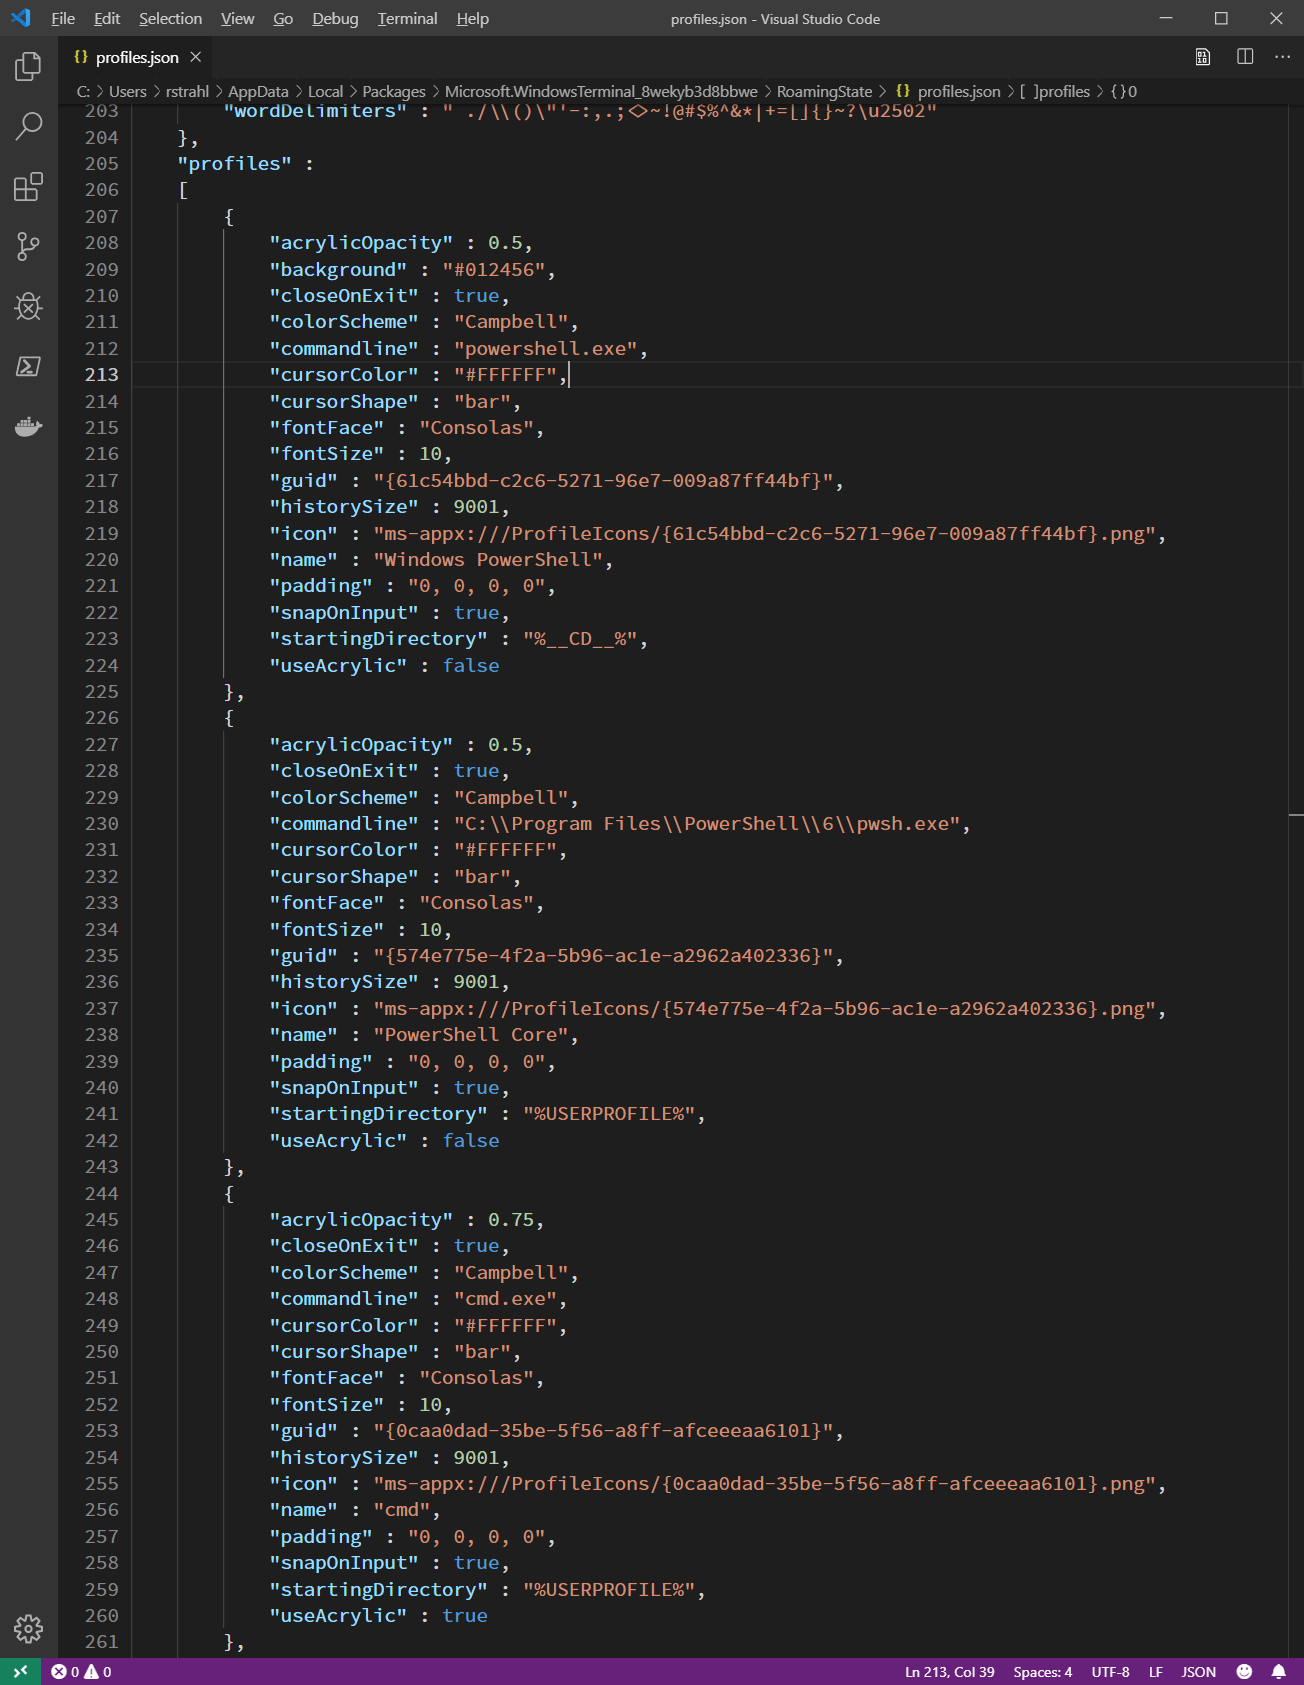 File Edit Selection View Go Debug Terminal Help profiles.json - Visual Studio Code
{} profiles.json ×
C: > Users > rstrahl > AppData > Local > Packages > Microsoft.WindowsTerminal_8wekyb3d8bbwe > RoamingState > {} profiles.json > [ ]profiles > {}0
203 "wordDelimiters" : " ./\\()\"'-:,.;<>~!@#$%^&*|+=[]{}~?\u2502"
204 },
205 "profiles" :
206 [
207 {
208 "acrylicOpacity" : 0.5,
209 "background" : "#012456",
210 "closeOnExit" : true,
211 "colorScheme" : "Campbell",
212 "commandline" : "powershell.exe",
213 "cursorColor" : "#FFFFFF",
214 "cursorShape" : "bar",
215 "fontFace" : "Consolas",
216 "fontSize" : 10,
217 "guid" : "{61c54bbd-c2c6-5271-96e7-009a87ff44bf}",
218 "historySize" : 9001,
219 "icon" : "ms-appx:///ProfileIcons/{61c54bbd-c2c6-5271-96e7-009a87ff44bf}.png",
220 "name" : "Windows PowerShell",
221 "padding" : "0, 0, 0, 0",
222 "snapOnInput" : true,
223 "startingDirectory" : "%__CD__%",
224 "useAcrylic" : false
225 },
226 {
227 "acrylicOpacity" : 0.5,
228 "closeOnExit" : true,
229 "colorScheme" : "Campbell",
230 "commandline" : "C:\\Program Files\\PowerShell\\6\\pwsh.exe",
231 "cursorColor" : "#FFFFFF",
232 "cursorShape" : "bar",
233 "fontFace" : "Consolas",
234 "fontSize" : 10,
235 "guid" : "{574e775e-4f2a-5b96-ac1e-a2962a402336}",
236 "historySize" : 9001,
237 "icon" : "ms-appx:///ProfileIcons/{574e775e-4f2a-5b96-ac1e-a2962a402336}.png",
238 "name" : "PowerShell Core",
239 "padding" : "0, 0, 0, 0",
240 "snapOnInput" : true,
241 "startingDirectory" : "%USERPROFILE%",
242 "useAcrylic" : false
243 },
244 {
245 "acrylicOpacity" : 0.75,
246 "closeOnExit" : true,
247 "colorScheme" : "Campbell",
248 "commandline" : "cmd.exe",
249 "cursorColor" : "#FFFFFF",
250 "cursorShape" : "bar",
251 "fontFace" : "Consolas",
252 "fontSize" : 10,
253 "guid" : "{0caa0dad-35be-5f56-a8ff-afceeeaa6101}",
254 "historySize" : 9001,
255 "icon" : "ms-appx:///ProfileIcons/{0caa0dad-35be-5f56-a8ff-afceeeaa6101}.png",
256 "name" : "cmd",
257 "padding" : "0, 0, 0, 0",
258 "snapOnInput" : true,
259 "startingDirectory" : "%USERPROFILE%",
260 "useAcrylic" : true
261 },
0 0 Ln 213, Col 39 Spaces: 4 UTF-8 LF JSON